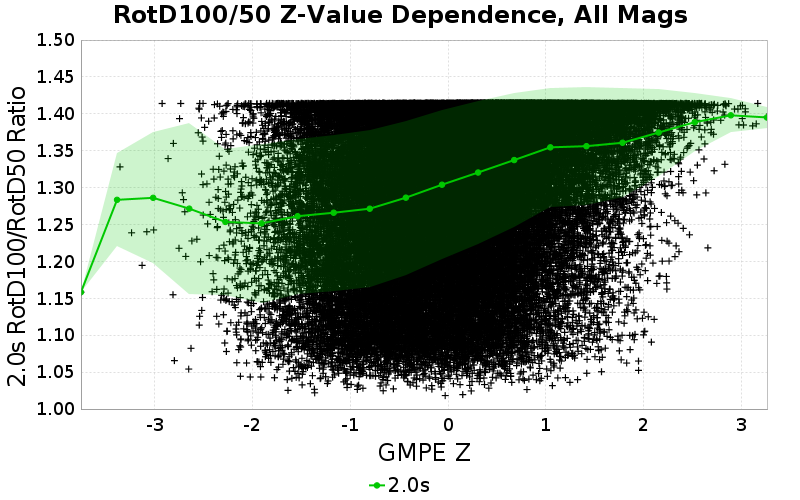 RotD100/50 Z-Value Dependence, All Mags
2.0s RotD100/RotD50 Ratio
1.50
1.45
1.40
1.35
1.30
1.25
1.20
1.15
1.10
1.05
1.00
-3 -2 -1 0 1 2 3
GMPE Z
2.0s